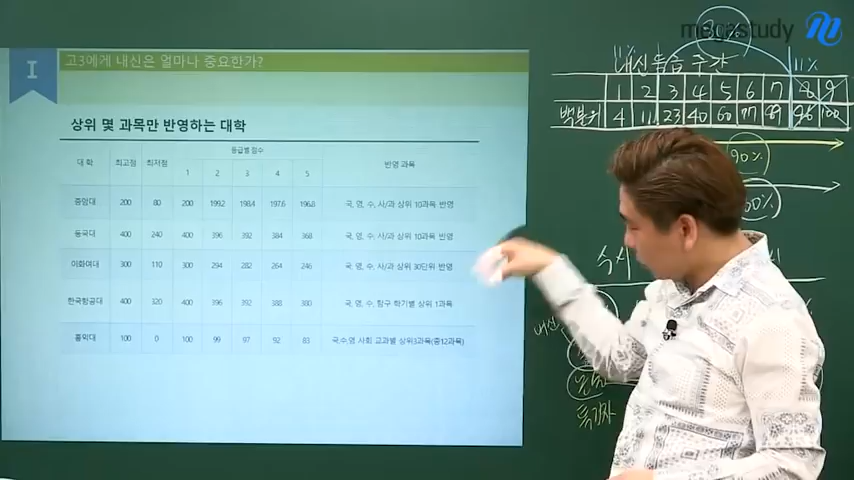 megastudy
I
고3에게 내신은 얼마나 중요한가?
상위 몇 과목만 반영하는 대학
대 학 최고점 최저점 등급별 점수 반영 과목
1 2 3 4 5
중앙대 200 80 200 199.2 198.4 197.6 196.8 국, 영, 수, 사/과 상위 10과목 반영
동국대 400 240 400 396 392 384 368 국, 영, 수, 사/과 상위 10과목 반영
이화여대 300 110 300 294 282 264 246 국, 영, 수, 사/과 상위 30단위 반영
한국항공대 400 320 400 396 392 388 380 국, 영, 수, 탐구 학기별 상위 1과목
홍익대 100 0 100 99 97 92 83 국,수,영 사회 교과별 상위3과목(총12과목)
11%
1 2 3 4 5 6 7 8 9
백분위 4 11 23 40 60 77 89 96 100
90%
수시
내신